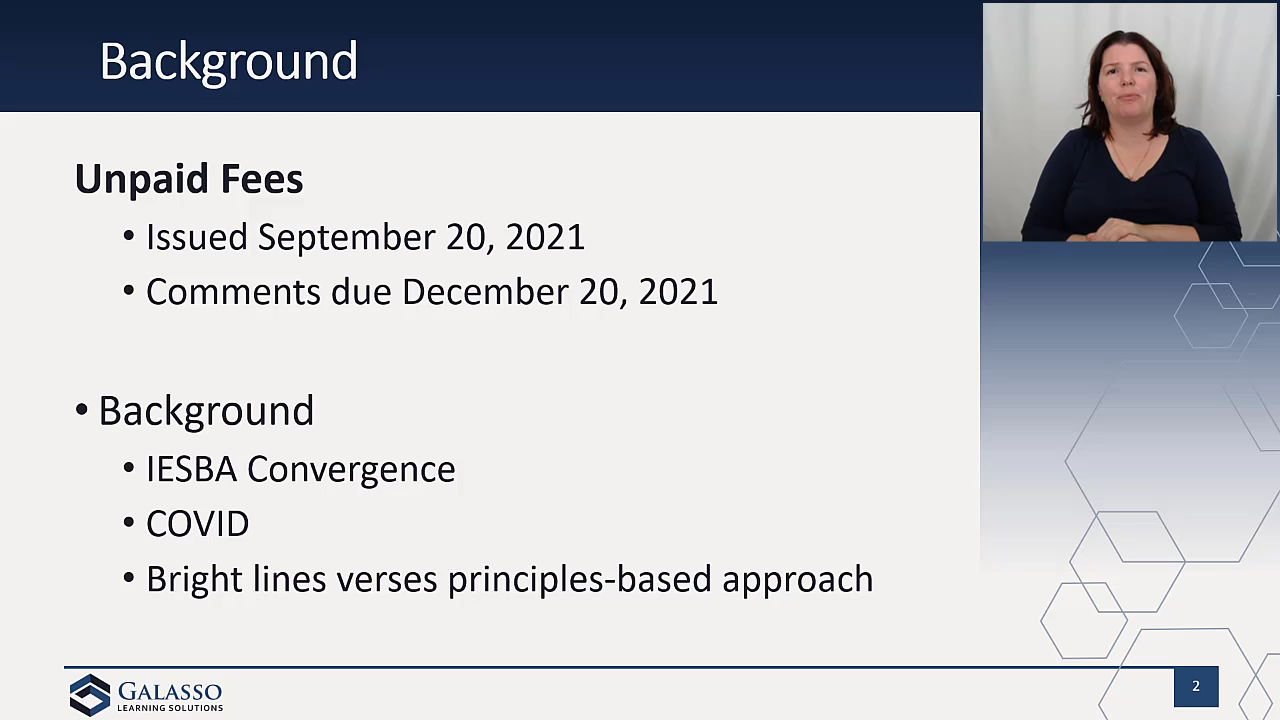 Background
Unpaid Fees
• Issued September 20, 2021
• Comments due December 20, 2021
• Background
• IESBA Convergence
• COVID
• Bright lines verses principles-based approach
GALASSO
LEARNING SOLUTIONS
2